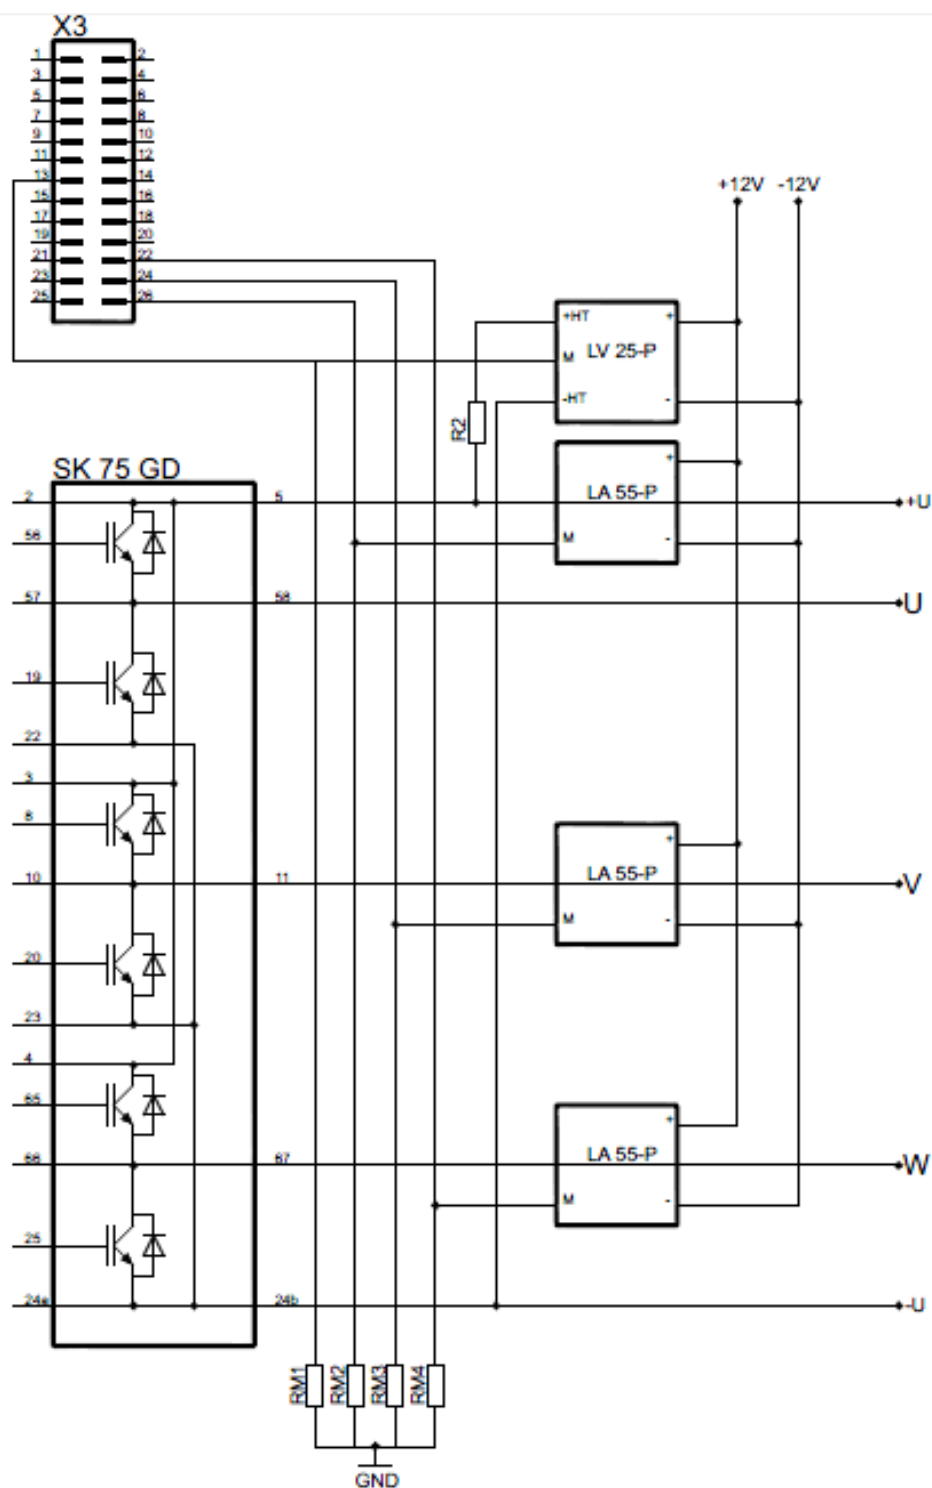 X3
1 2
3 4
5 6
7 8
9 10
11 12
13 14
15 16
17 18
19 20
21 22
23 24
25 26
+12V -12V
+HT +
LV 25-P
M
-HT -
R2
+
LA 55-P
M -
SK 75 GD
2 5 +U
56
57 58 U
19
22
3
8
+
LA 55-P
10 11 V
M -
20
23
4
65
+
LA 55-P
66 67 W
M -
25
24a 24b -U
RM1 RM2 RM3 RM4
GND